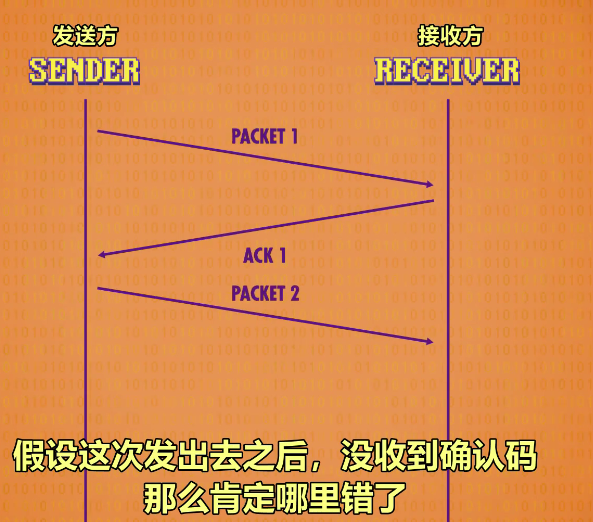 发送方
接收方
SENDER
RECEIVER
PACKET 1
ACK 1
PACKET 2
假设这次发出去之后，没收到确认码
那么肯定哪里错了